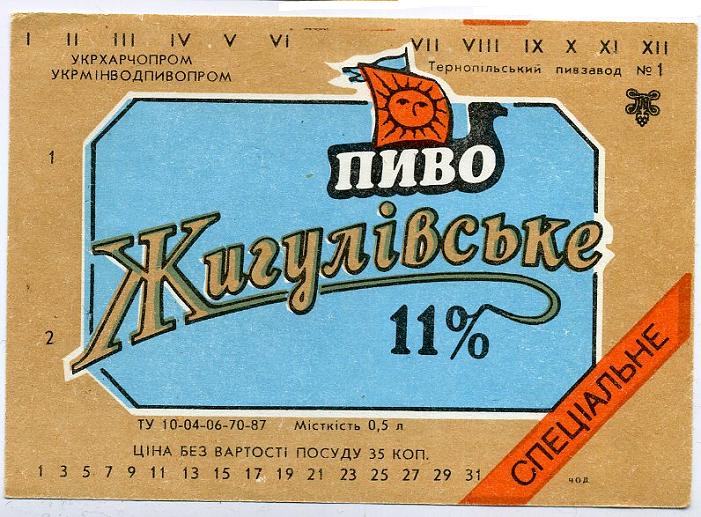 I II III IV V VI VII VIII IX X XI XII
УКРХАРЧОПРОМ
УКРМІНВОДПИВОПРОМ
Тернопільський пивзавод №1
ПИВО
1
Жигулівське
2
11%
СПЕЦІАЛЬНЕ
ТУ 10-04-06-70-87 Місткість 0,5 л
ЦІНА БЕЗ ВАРТОСТІ ПОСУДУ 35 КОП.
1 3 5 7 9 11 13 15 17 19 21 23 25 27 29 31
ЧОД